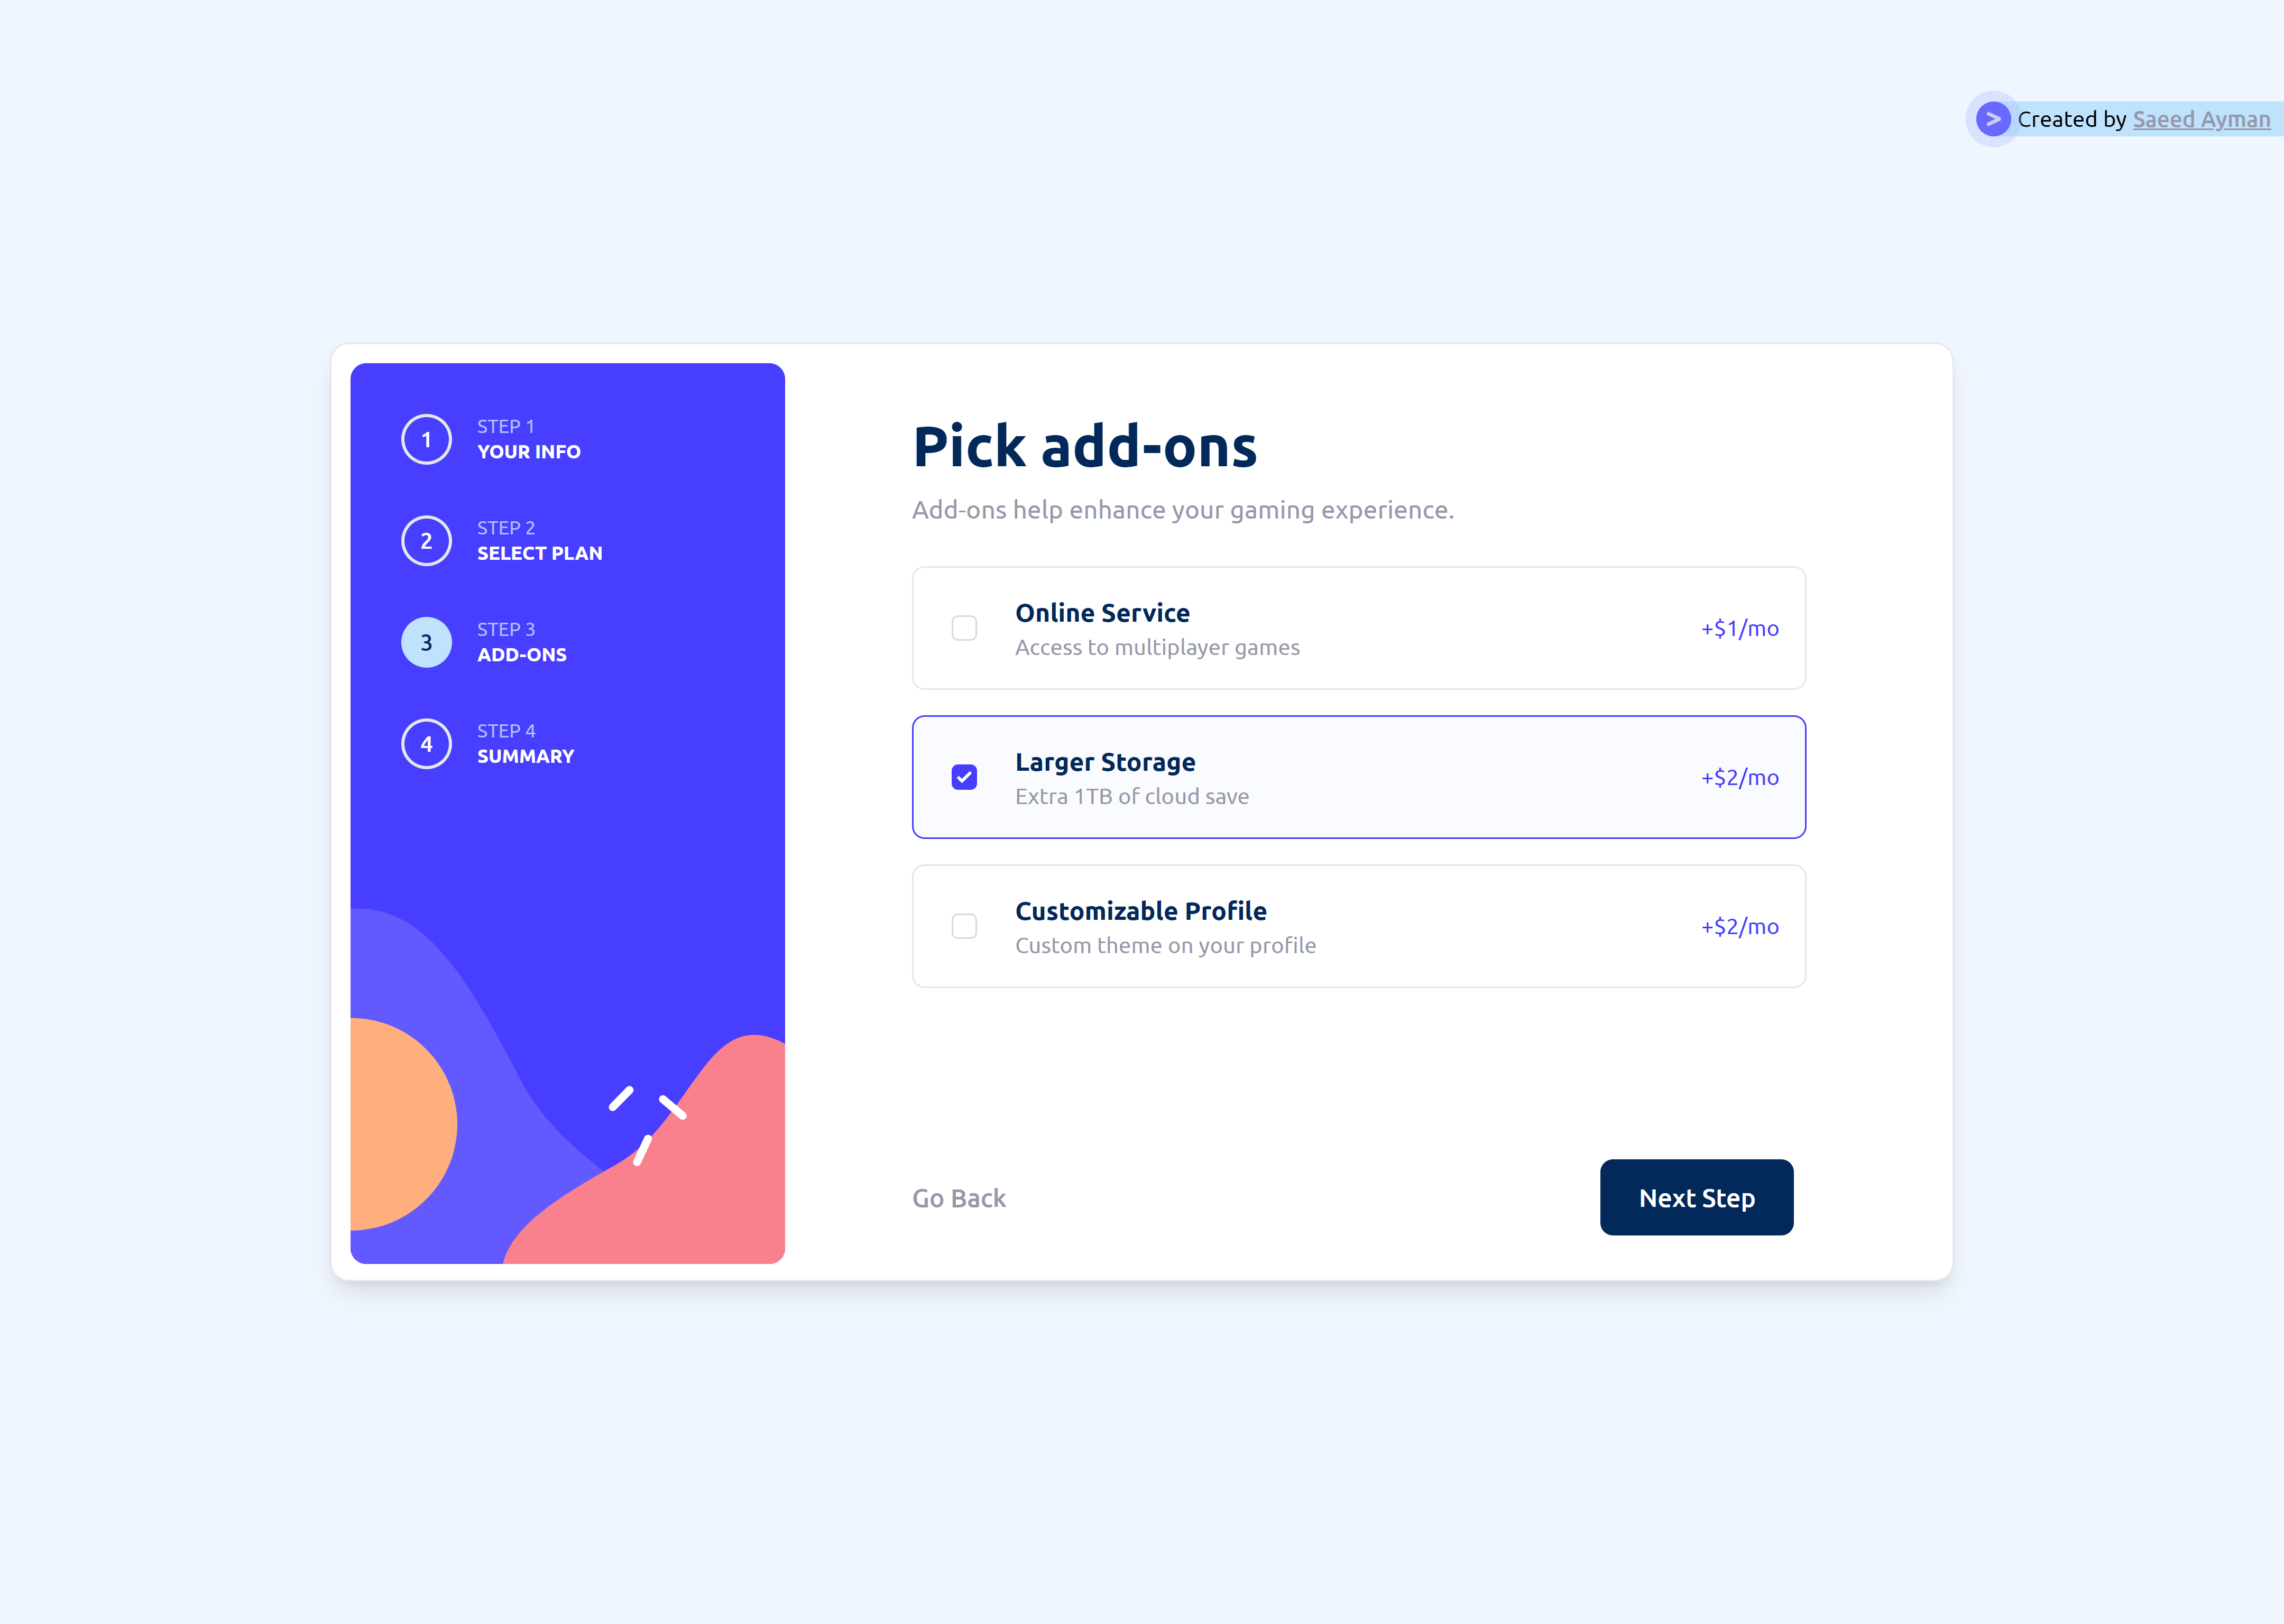 Created by Saeed Ayman
1
STEP 1
YOUR INFO
2
STEP 2
SELECT PLAN
3
STEP 3
ADD-ONS
4
STEP 4
SUMMARY
Pick add-ons
Add-ons help enhance your gaming experience.
Online Service
Access to multiplayer games
+$1/mo
Larger Storage
Extra 1TB of cloud save
+$2/mo
Customizable Profile
Custom theme on your profile
+$2/mo
Go Back
Next Step